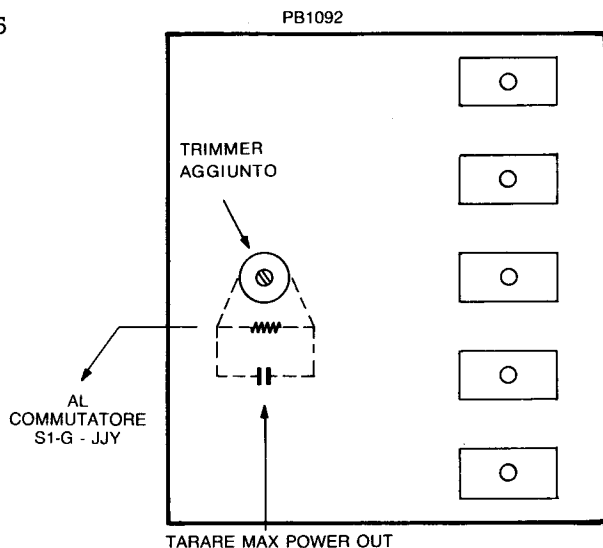 PB1092
TRIMMER
AGGIUNTO
AL
COMMUTATORE
S1-G - JJY
TARARE MAX POWER OUT